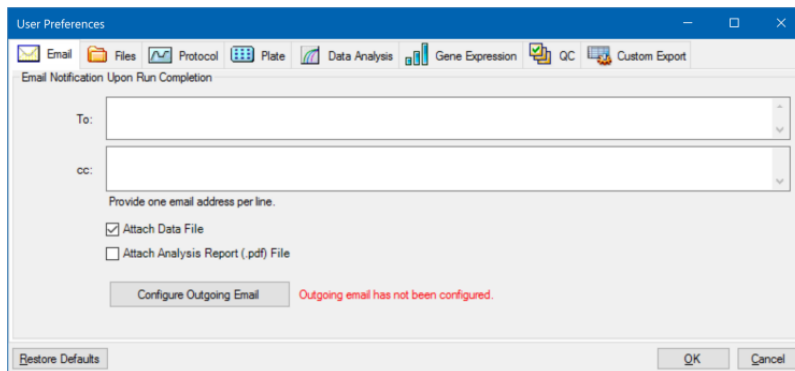 User Preferences
Email Files Protocol Plate Data Analysis Gene Expression QC Custom Export
Email Notification Upon Run Completion
To:
cc:
Provide one email address per line.
Attach Data File
Attach Analysis Report (.pdf) File
Configure Outgoing Email Outgoing email has not been configured.
Restore Defaults OK Cancel